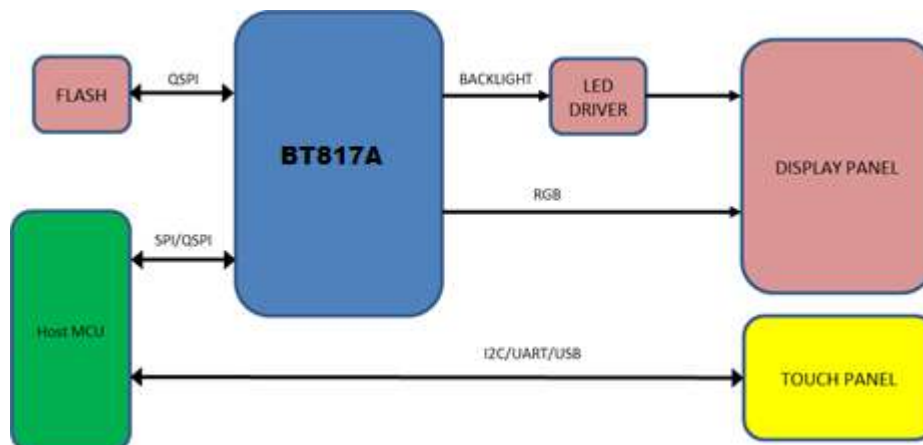 QSPI
FLASH
BT817A
BACKLIGHT
LED
DRIVER
DISPLAY PANEL
RGB
SPI/QSPI
Host MCU
I2C/UART/USB
TOUCH PANEL